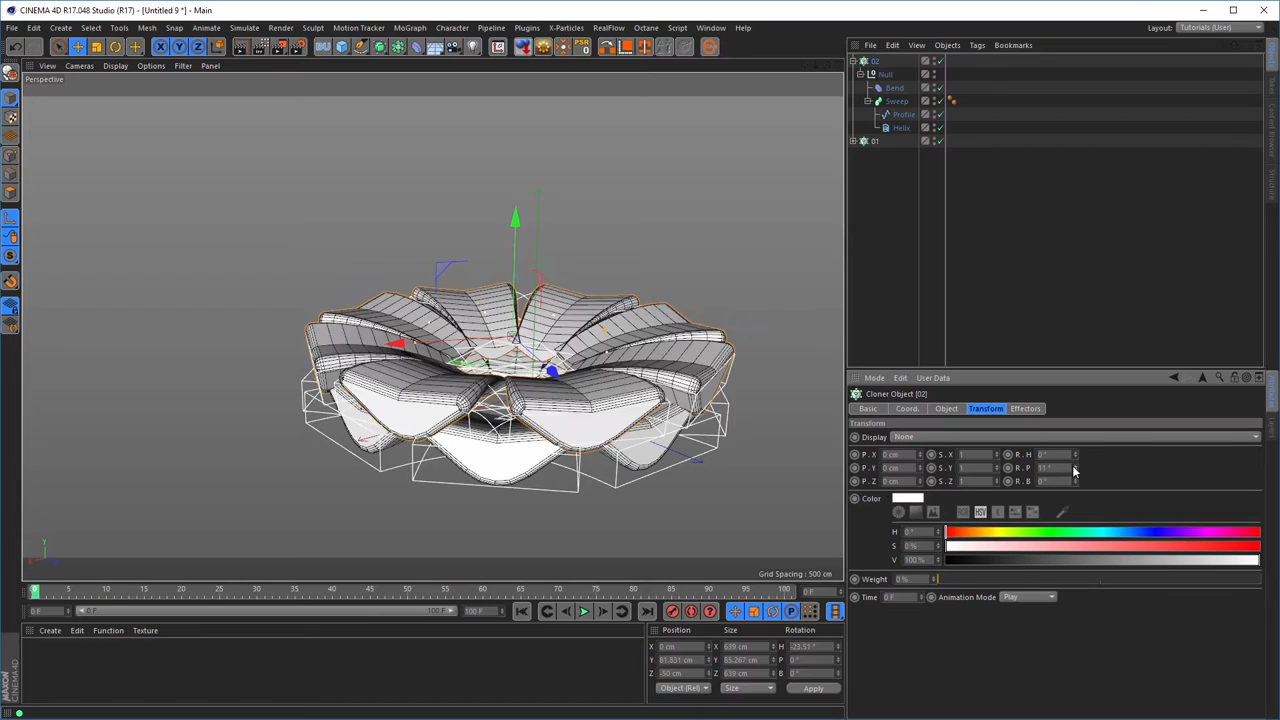 CINEMA 4D R17.048 Studio (R17) - [Untitled 9 *] - Main
File Edit Create Select Tools Mesh Snap Animate Simulate Render Sculpt Motion Tracker MoGraph Character Pipeline Plugins X-Particles RealFlow Octane Script Window Help Layout: Tutorials (User)
PSR
0
File Edit View Objects Tags Bookmarks
View Cameras Display Options Filter Panel
Perspective
02
Null
Bend
Sweep
Profile
Helix
01
Mode Edit User Data
Cloner Object [02]
Basic Coord. Object Transform Effectors
Transform
Display None
P . X 0 cm S . X 1 R . H 0 °
P . Y 0 cm S . Y 1 R . P 11 °
P . Z 0 cm S . Z 1 R . B 0 °
Color
HSV
H 0 °
S 0 %
V 100 %
Grid Spacing : 500 cm
Weight 0 %
0 5 10 15 20 25 30 35 40 45 50 55 60 65 70 75 80 85 90 95 100 0 F
Time 0 F Animation Mode Play
0 F 0 F 100 F 100 F
Create Edit Function Texture
Position Size Rotation
X 0 cm X 639 cm H -23.51 °
Y 81.831 cm Y 85.267 cm P 0 °
Z -50 cm Z 639 cm B 0 °
Object (Rel) Size Apply
MAXON
CINEMA 4D